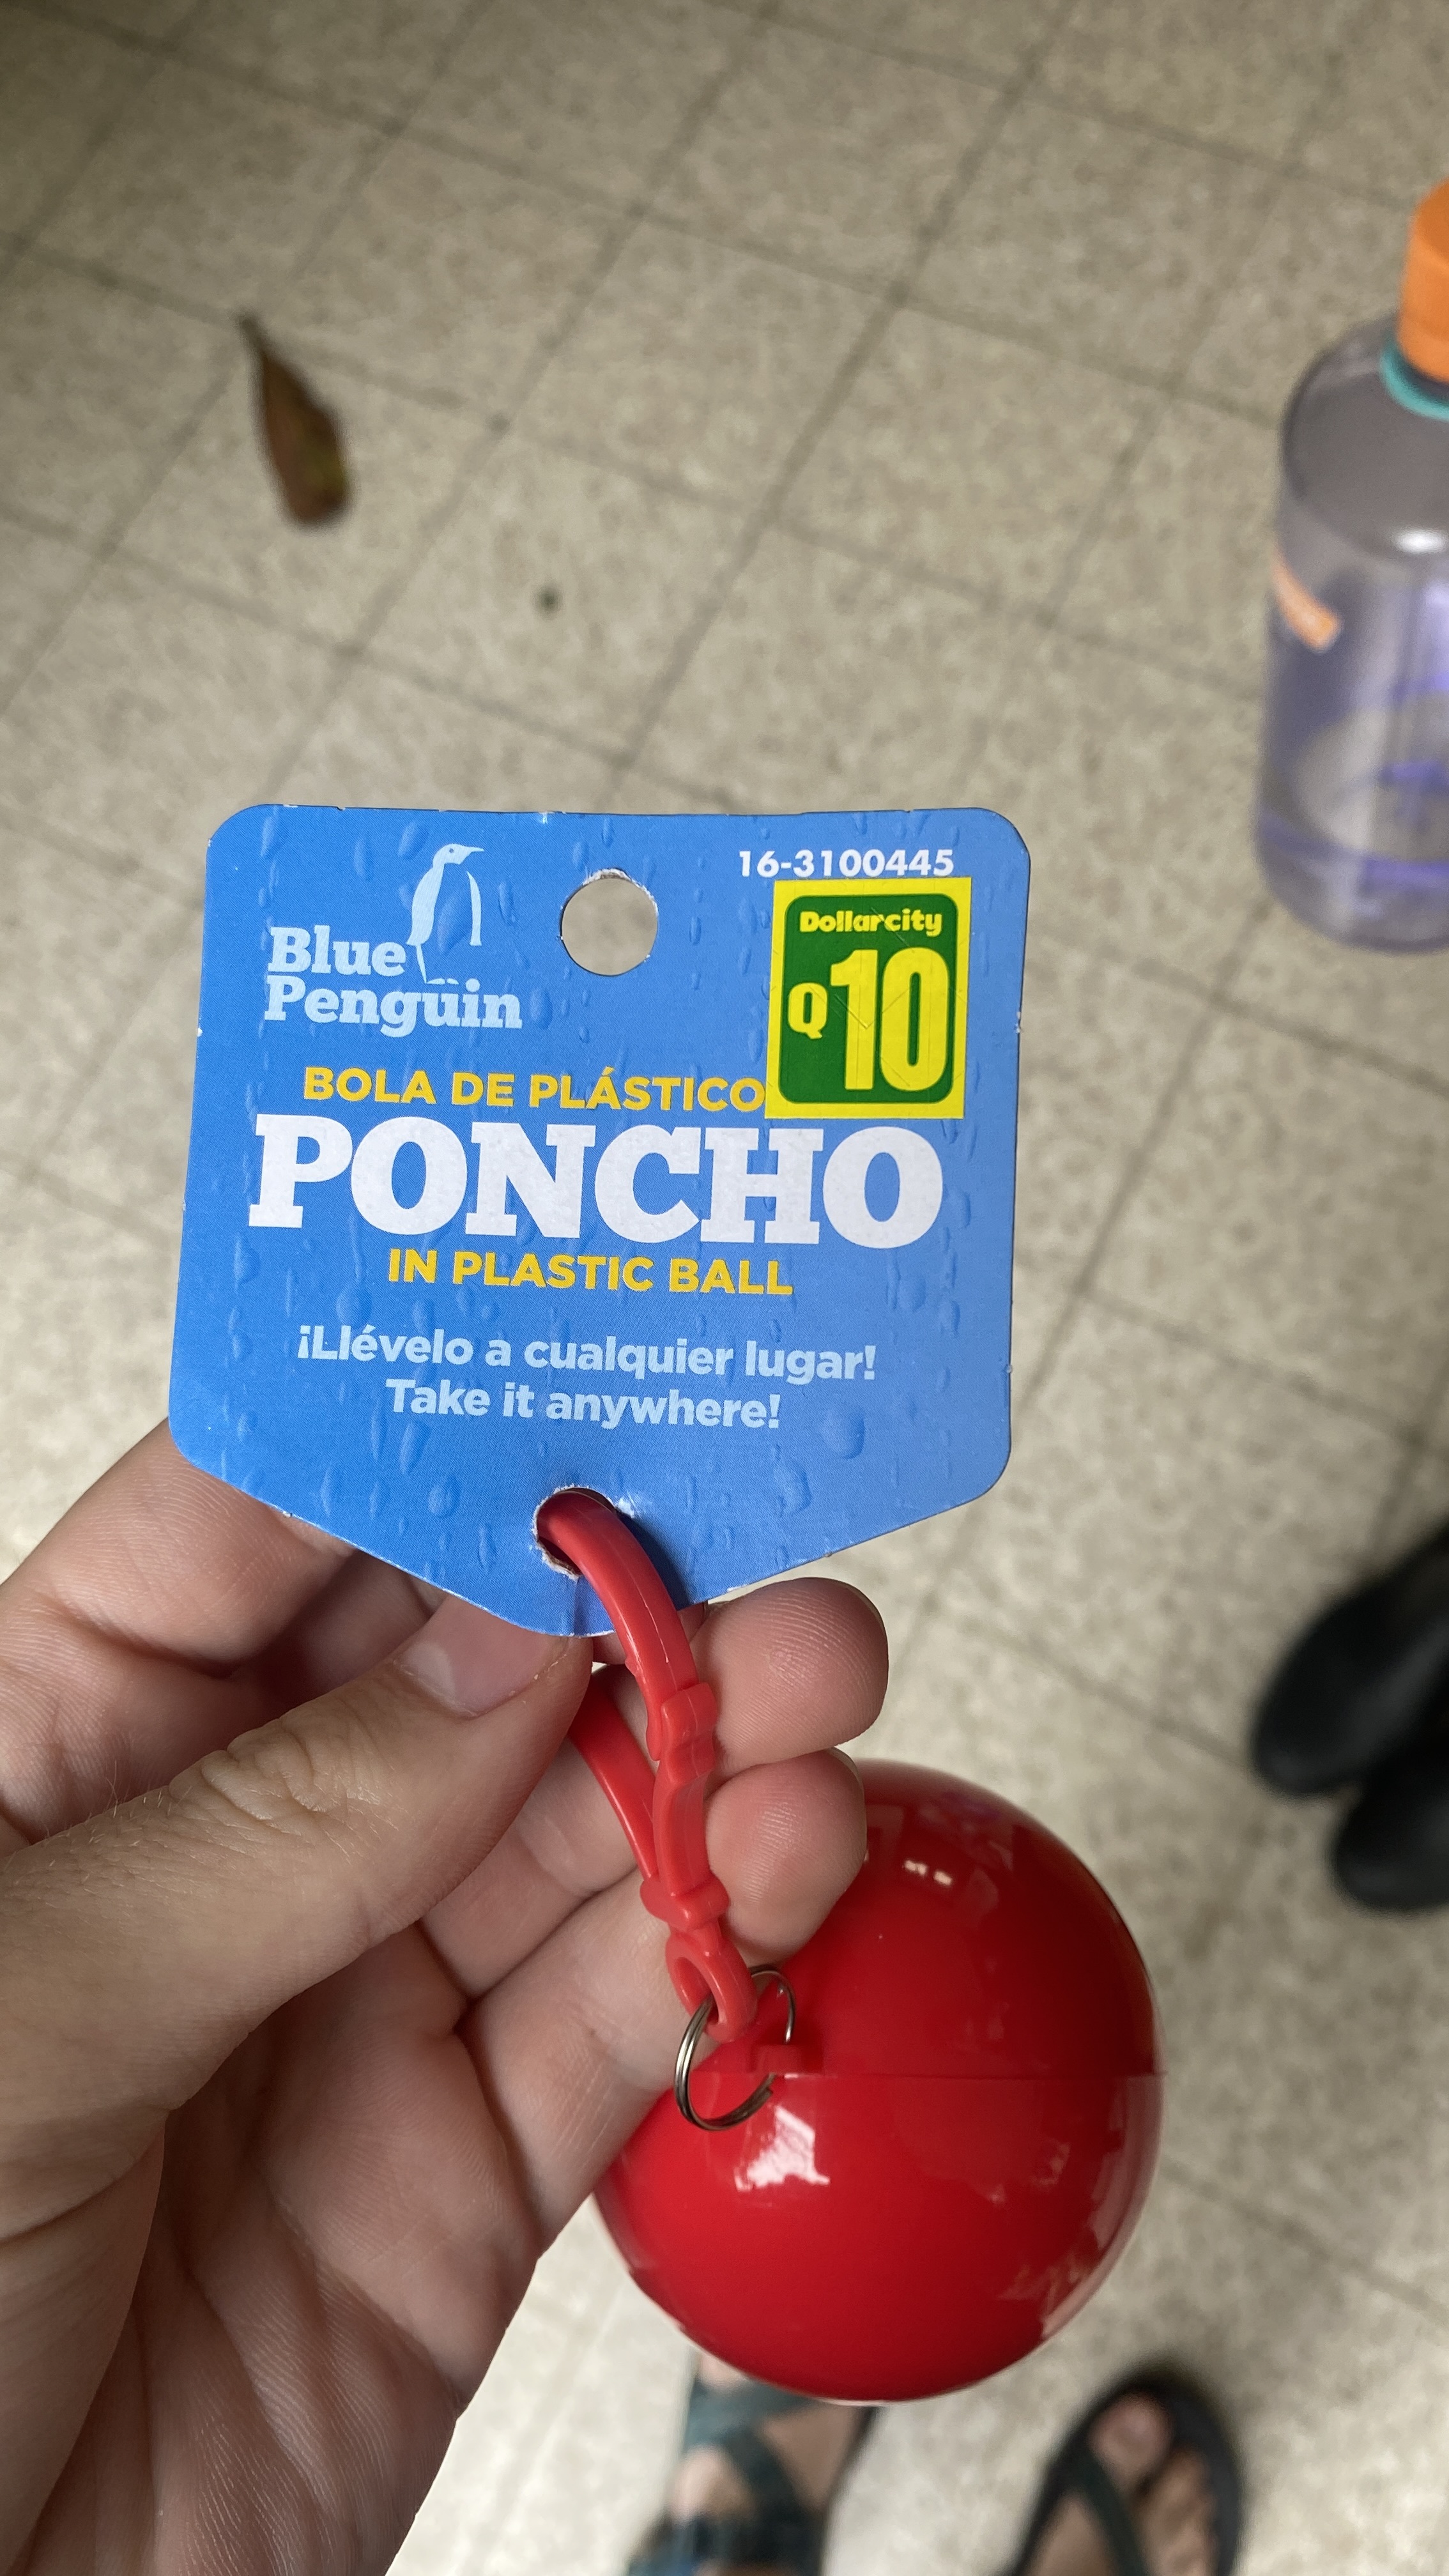 Blue
Penguin
16-3100445
Dollarcity
Q10
BOLA DE PLÁSTICO
PONCHO
IN PLASTIC BALL
¡Llévelo a cualquier lugar!
Take it anywhere!